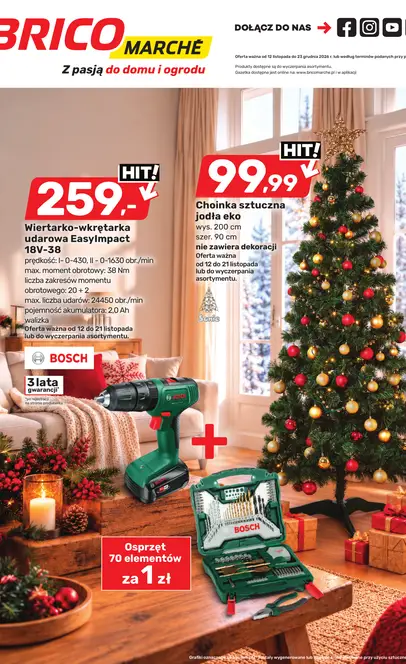 BRICO
MARCHÉ
Z pasją do domu i ogrodu
DOŁĄCZ DO NAS
Oferta ważna od 12 listopada do 23 grudnia 2026 r. lub według terminów podanych przy
Produkty dostępne są do wyczerpania asortymentu.
Gazetka dostępna jest online na: www.bricomarche.pl i w aplikacji
HIT!
259,-
Wiertarko-wkrętarka
udarowa EasyImpact
18V-38
prędkość: I- 0-430, II - 0-1630 obr./min
max. moment obrotowy: 38 Nm
liczba zakresów momentu
obrotowego: 20 + 2
max. liczba udarów: 24450 obr./min
pojemność akumulatora: 2,0 Ah
walizka
Oferta ważna od 12 do 21 listopada
lub do wyczerpania asortymentu.
BOSCH
3 lata
gwarancji*
HIT!
99,99
Choinka sztuczna
jodła eko
wys. 200 cm
szer. 90 cm
nie zawiera dekoracji
Oferta ważna
od 12 do 21 listopada
lub do wyczerpania
asortymentu.
+
BOSCH
Osprzęt
70 elementów
za 1 zł